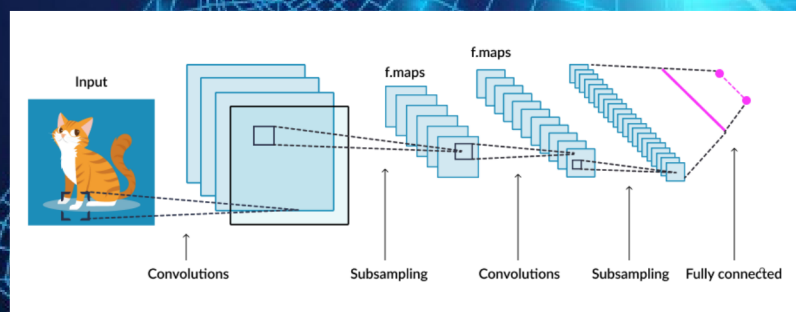 f.maps
f.maps
Input
Convolutions
Subsampling
Convolutions
Subsampling
Fully connected